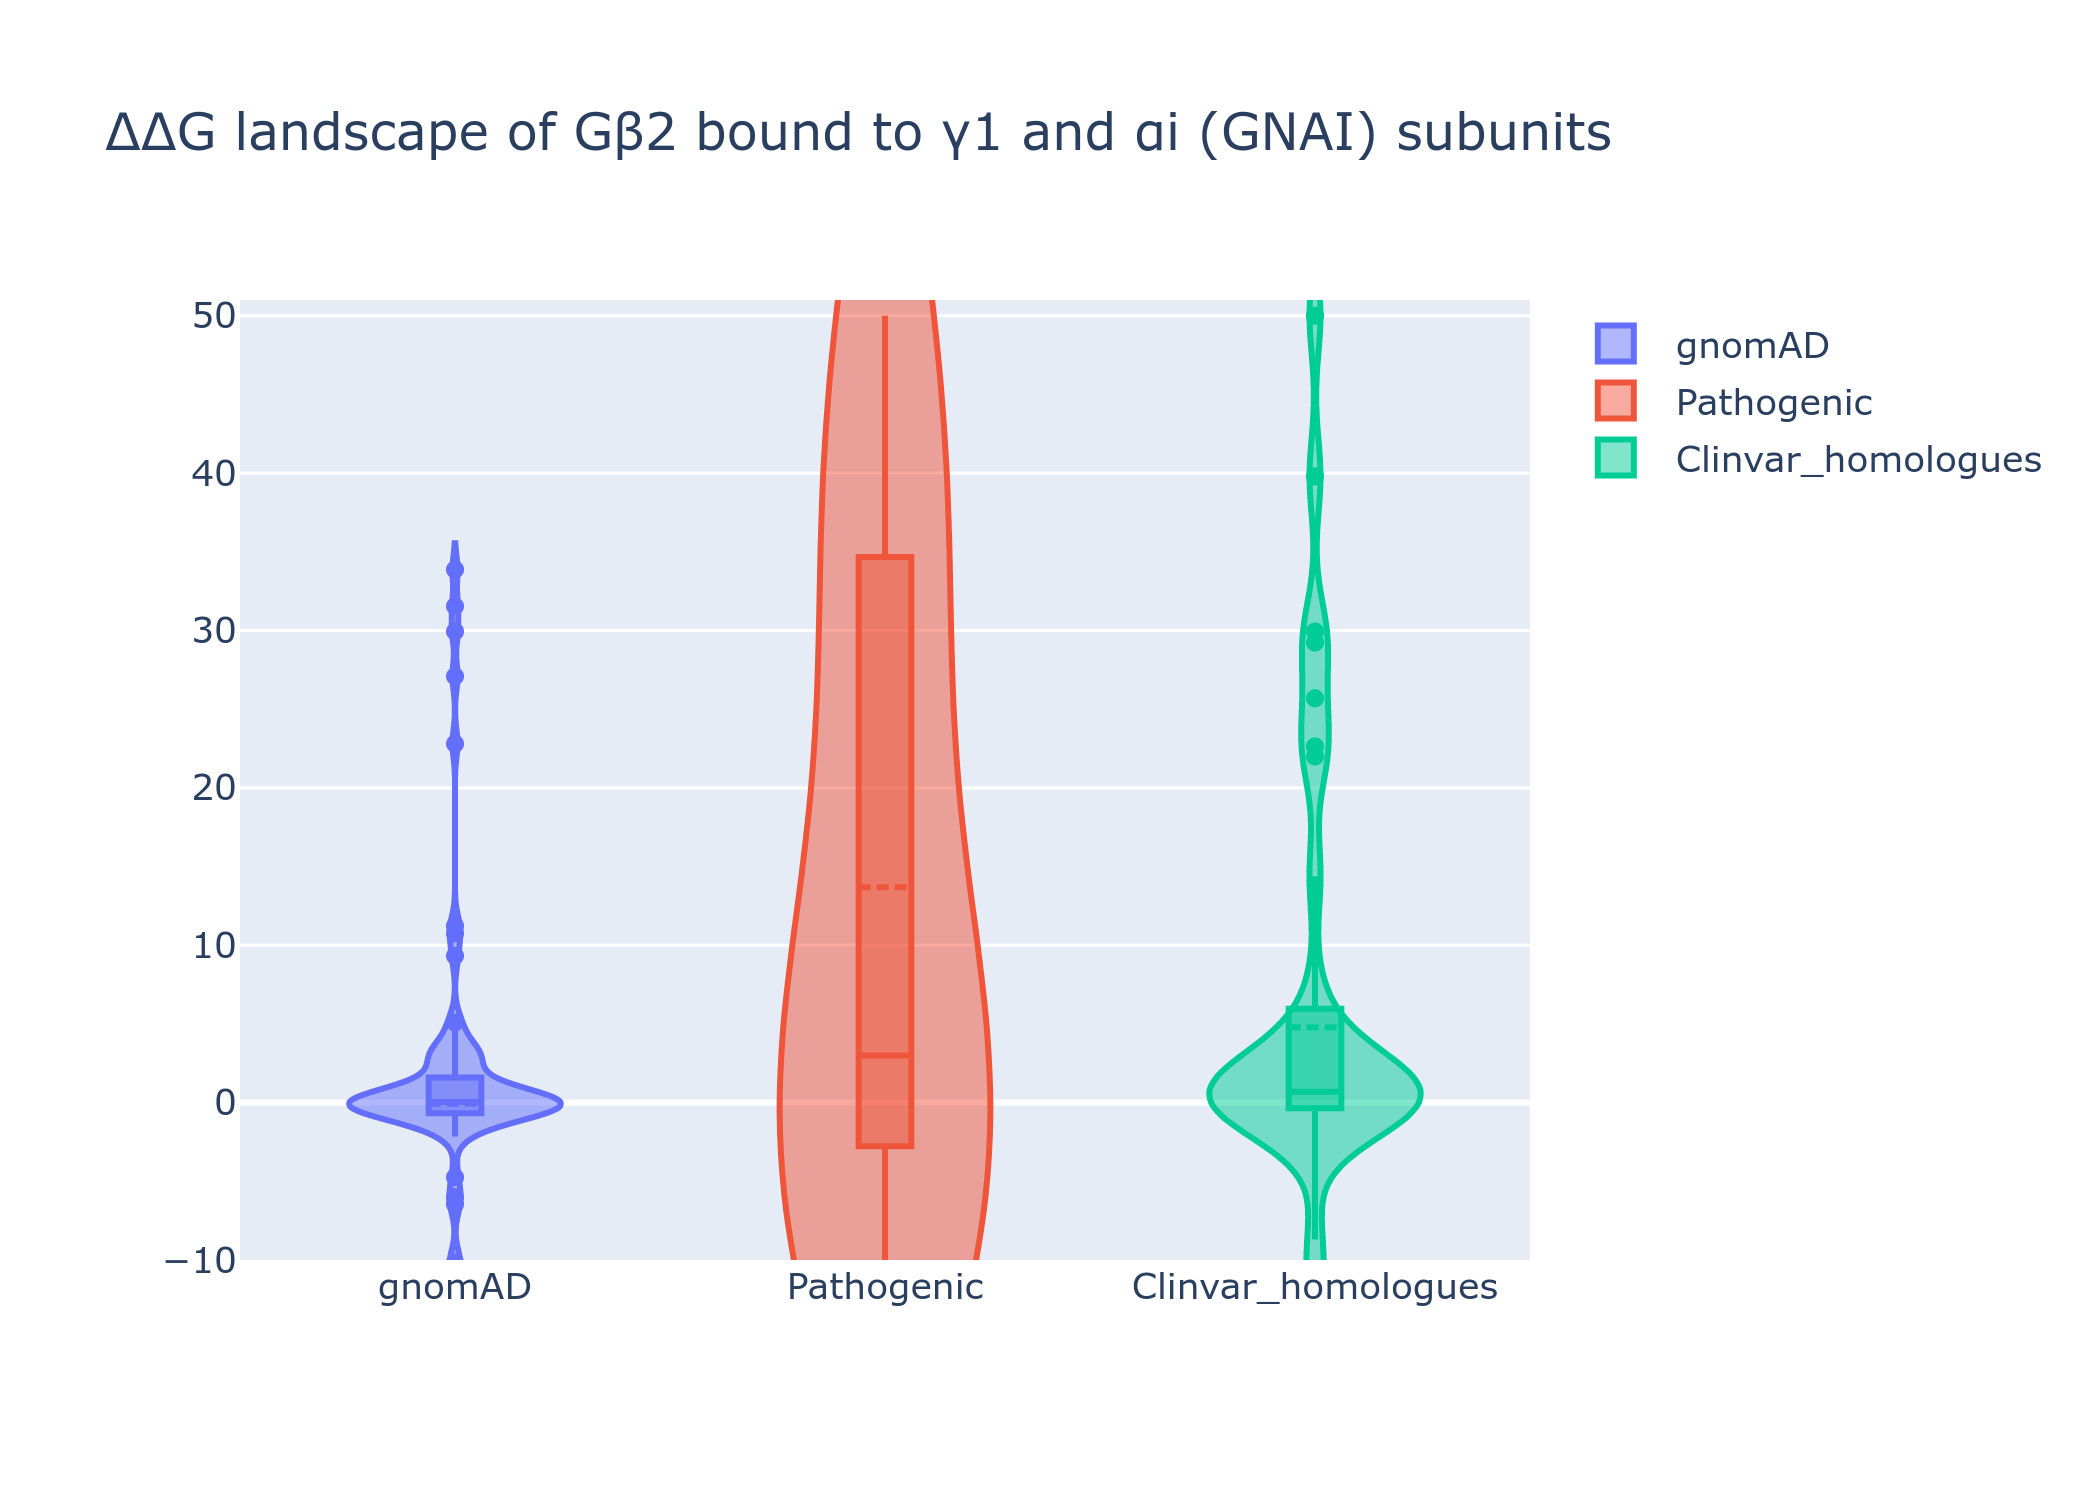 ΔΔG landscape of Gβ2 bound to γ1 and αi (GNAI) subunits
50
40
30
20
10
0
−10
gnomAD
Pathogenic
Clinvar_homologues
gnomAD
Pathogenic
Clinvar_homologues